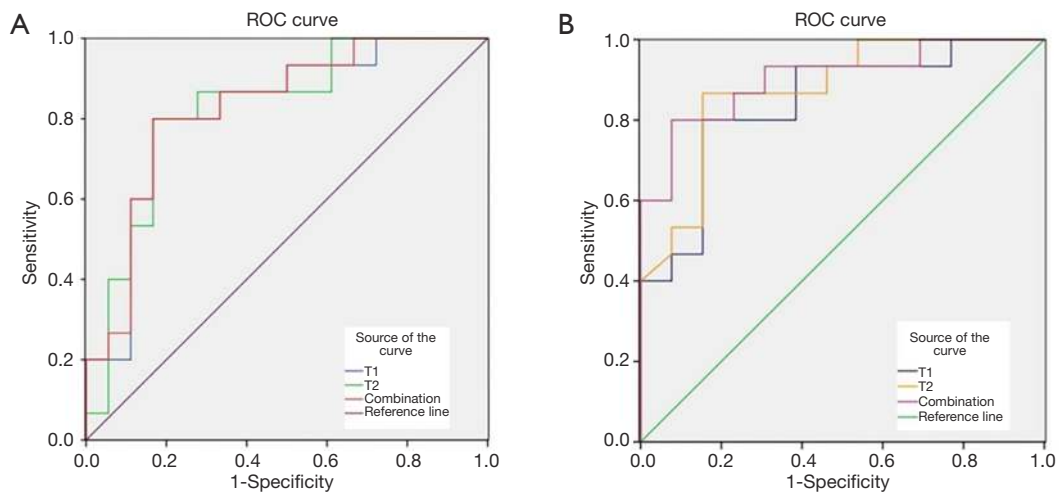 A
ROC curve
1.0
0.8
0.6
0.4
0.2
0.0
Sensitivity
0.0 0.2 0.4 0.6 0.8 1.0
1-Specificity
Source of the
curve
T1
T2
Combination
Reference line
B
ROC curve
1.0
0.8
0.6
0.4
0.2
0.0
Sensitivity
0.0 0.2 0.4 0.6 0.8 1.0
1-Specificity
Source of the
curve
T1
T2
Combination
Reference line